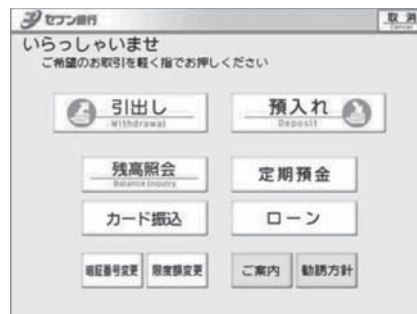 セブン銀行
取消
Cancel
いらっしゃいませ
ご希望のお取引を軽く指でお押しください
引出し
Withdrawal
預入れ
Deposit
残高照会
Balance Inquiry
定期預金
カード振込
ローン
暗証番号変更
限度額変更
ご案内
勧誘方針